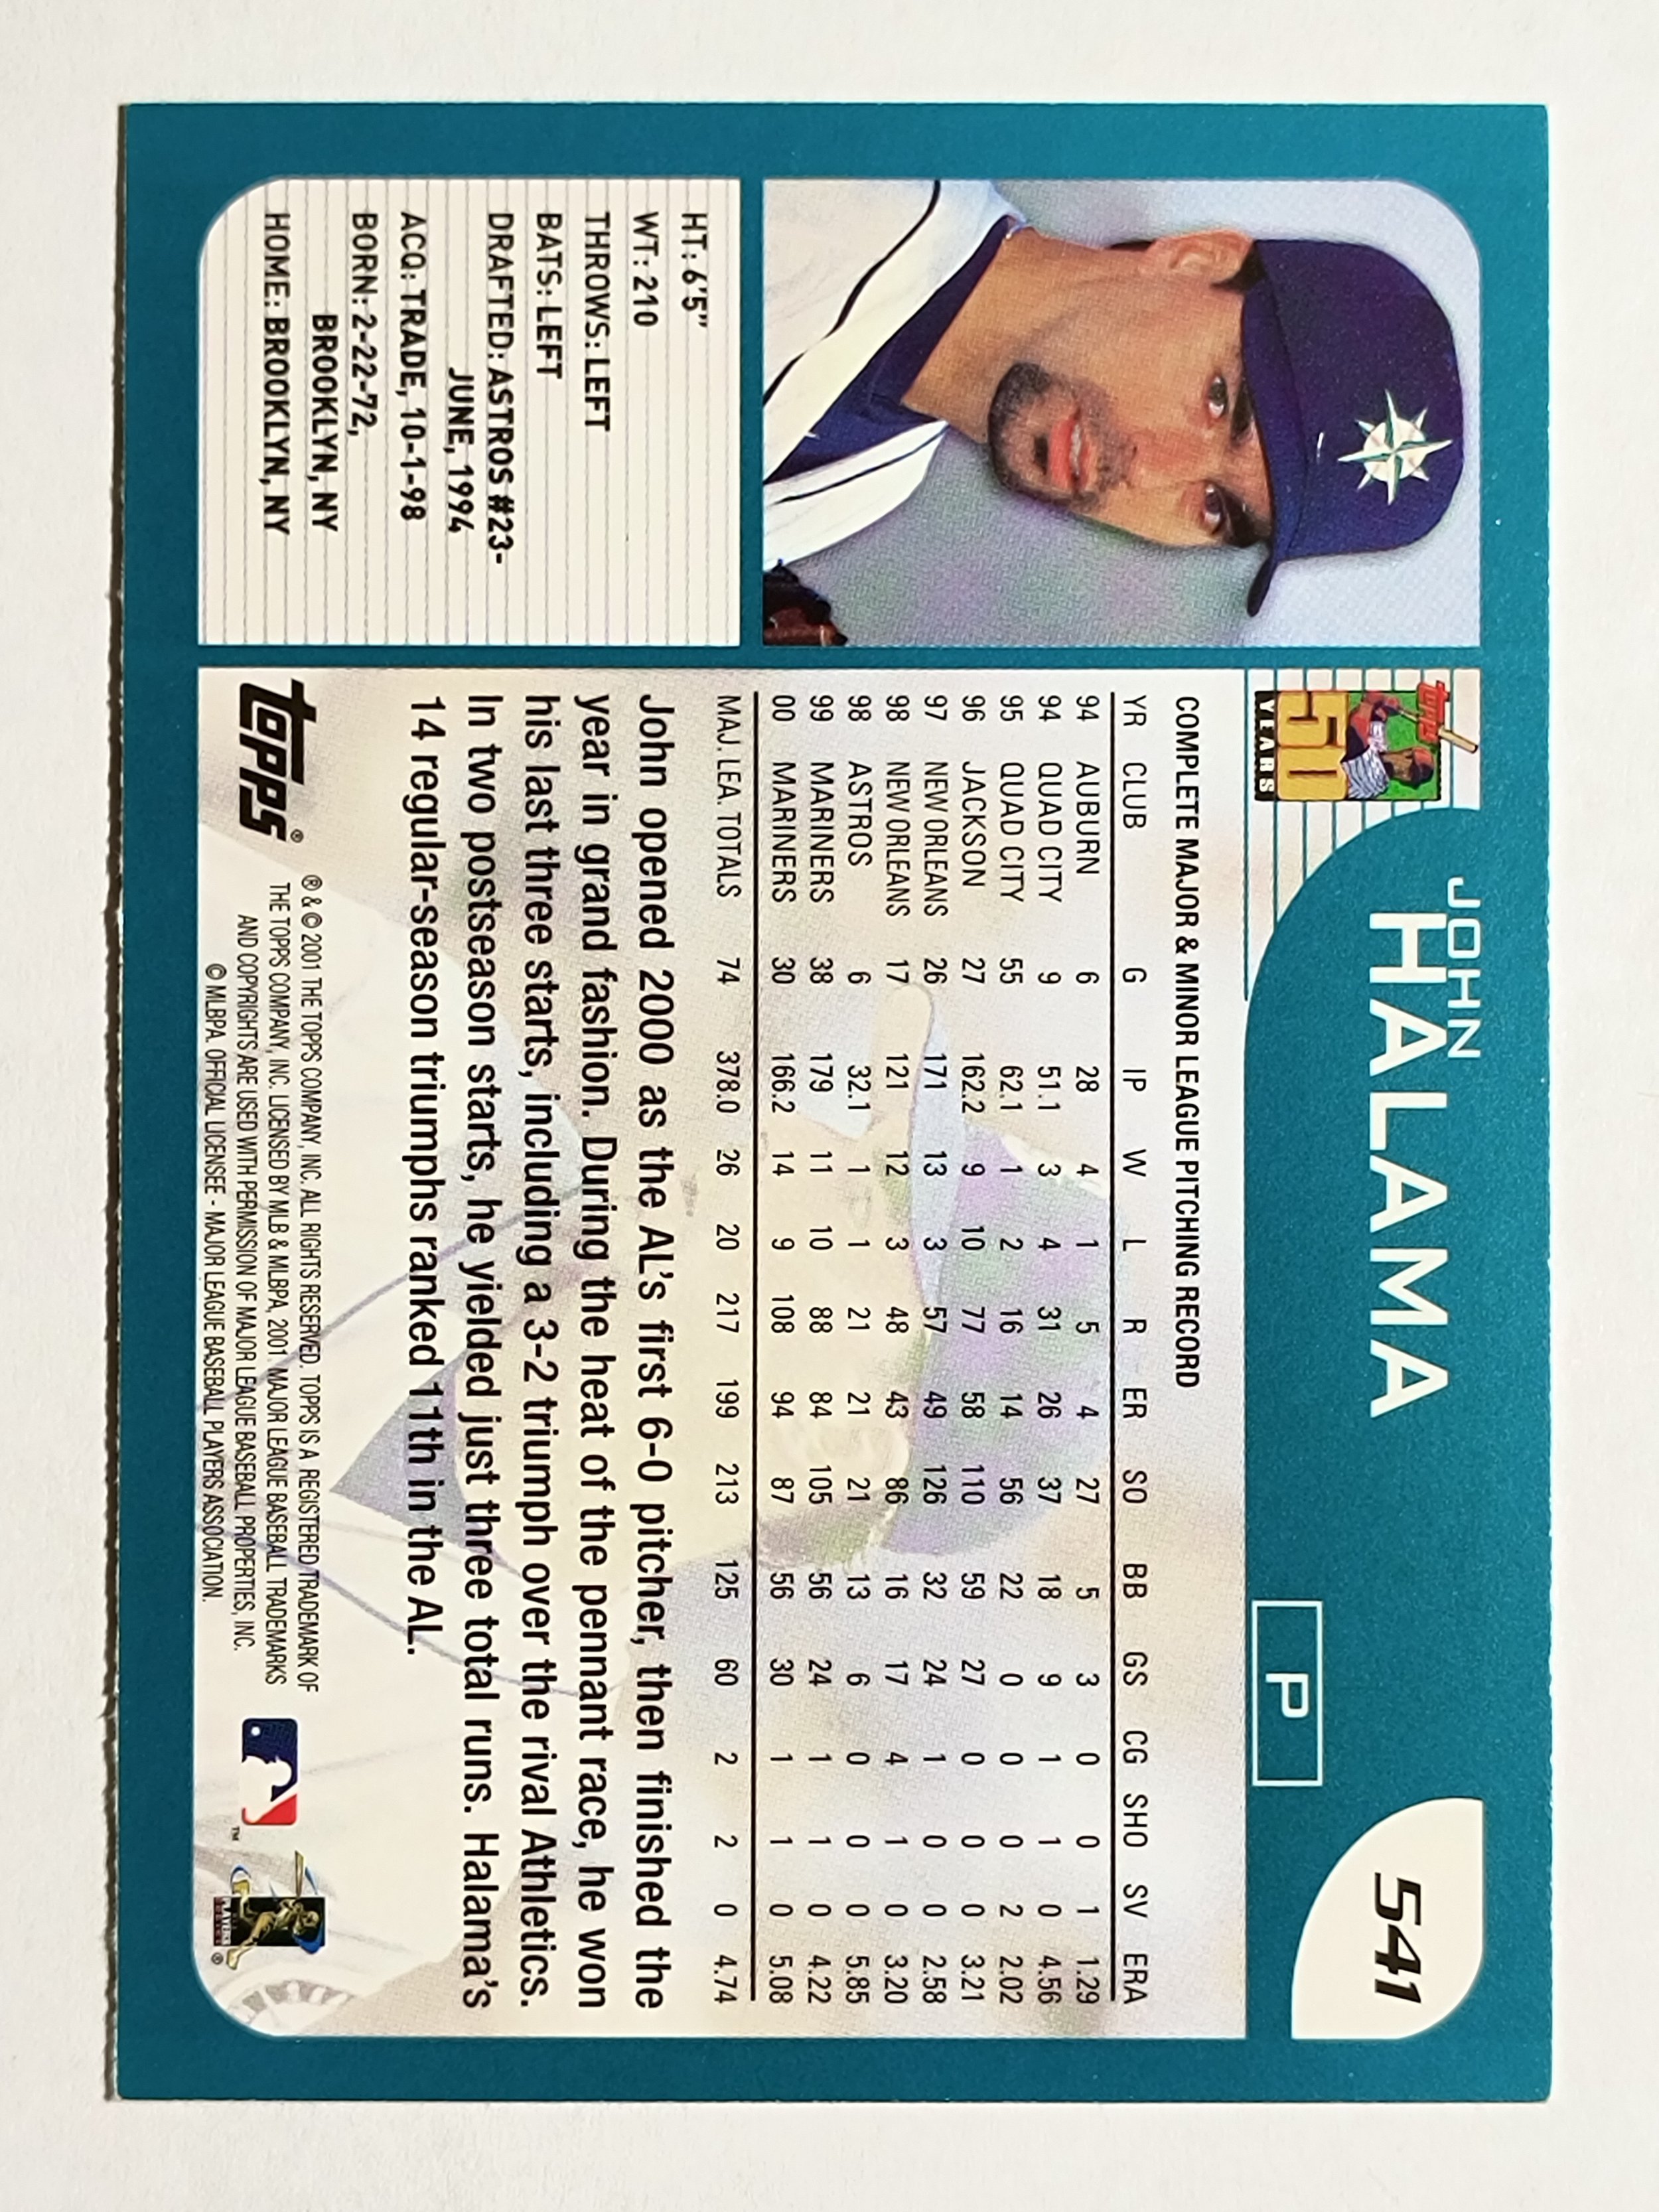 JOHN
HALAMA
541
P
topps
50
YEARS
COMPLETE MAJOR & MINOR LEAGUE PITCHING RECORD
YR CLUB G IP W L R ER SO BB GS CG SHO SV ERA
94 AUBURN 6 28 4 1 5 4 27 5 3 0 0 1 1.29
94 QUAD CITY 9 51.1 3 4 31 26 37 18 9 1 1 0 4.56
95 QUAD CITY 55 62.1 1 2 16 14 56 22 0 0 0 2 2.02
96 JACKSON 27 162.2 9 10 77 58 110 59 27 0 0 0 3.21
97 NEW ORLEANS 26 171 13 3 57 49 126 32 24 1 0 0 2.58
98 NEW ORLEANS 17 121 12 3 48 43 86 16 17 4 1 0 3.20
98 ASTROS 6 32.1 1 1 21 21 21 13 6 0 0 0 5.85
99 MARINERS 38 179 11 10 88 84 105 56 24 1 1 0 4.22
00 MARINERS 30 166.2 14 9 108 94 87 56 30 1 1 0 5.08
MAJ. LEA. TOTALS 74 378.0 26 20 217 199 213 125 60 2 2 0 4.74
HT: 6'5"
WT: 210
THROWS: LEFT
BATS: LEFT
DRAFTED: ASTROS #23-
JUNE, 1994
ACQ: TRADE, 10-1-98
BORN: 2-22-72,
BROOKLYN, NY
HOME: BROOKLYN, NY
John opened 2000 as the AL's first 6-0 pitcher, then finished the
year in grand fashion. During the heat of the pennant race, he won
his last three starts, including a 3-2 triumph over the rival Athletics.
In two postseason starts, he yielded just three total runs. Halama's
14 regular-season triumphs ranked 11th in the AL.
topps®
® & © 2001 THE TOPPS COMPANY, INC. ALL RIGHTS RESERVED. TOPPS IS A REGISTERED TRADEMARK OF
THE TOPPS COMPANY, INC. LICENSED BY MLB & MLBPA, 2001. MAJOR LEAGUE BASEBALL TRADEMARKS
AND COPYRIGHTS ARE USED WITH PERMISSION OF MAJOR LEAGUE BASEBALL PROPERTIES, INC.
© MLBPA. OFFICIAL LICENSEE - MAJOR LEAGUE BASEBALL PLAYERS ASSOCIATION.
TM
PLAYERS
®